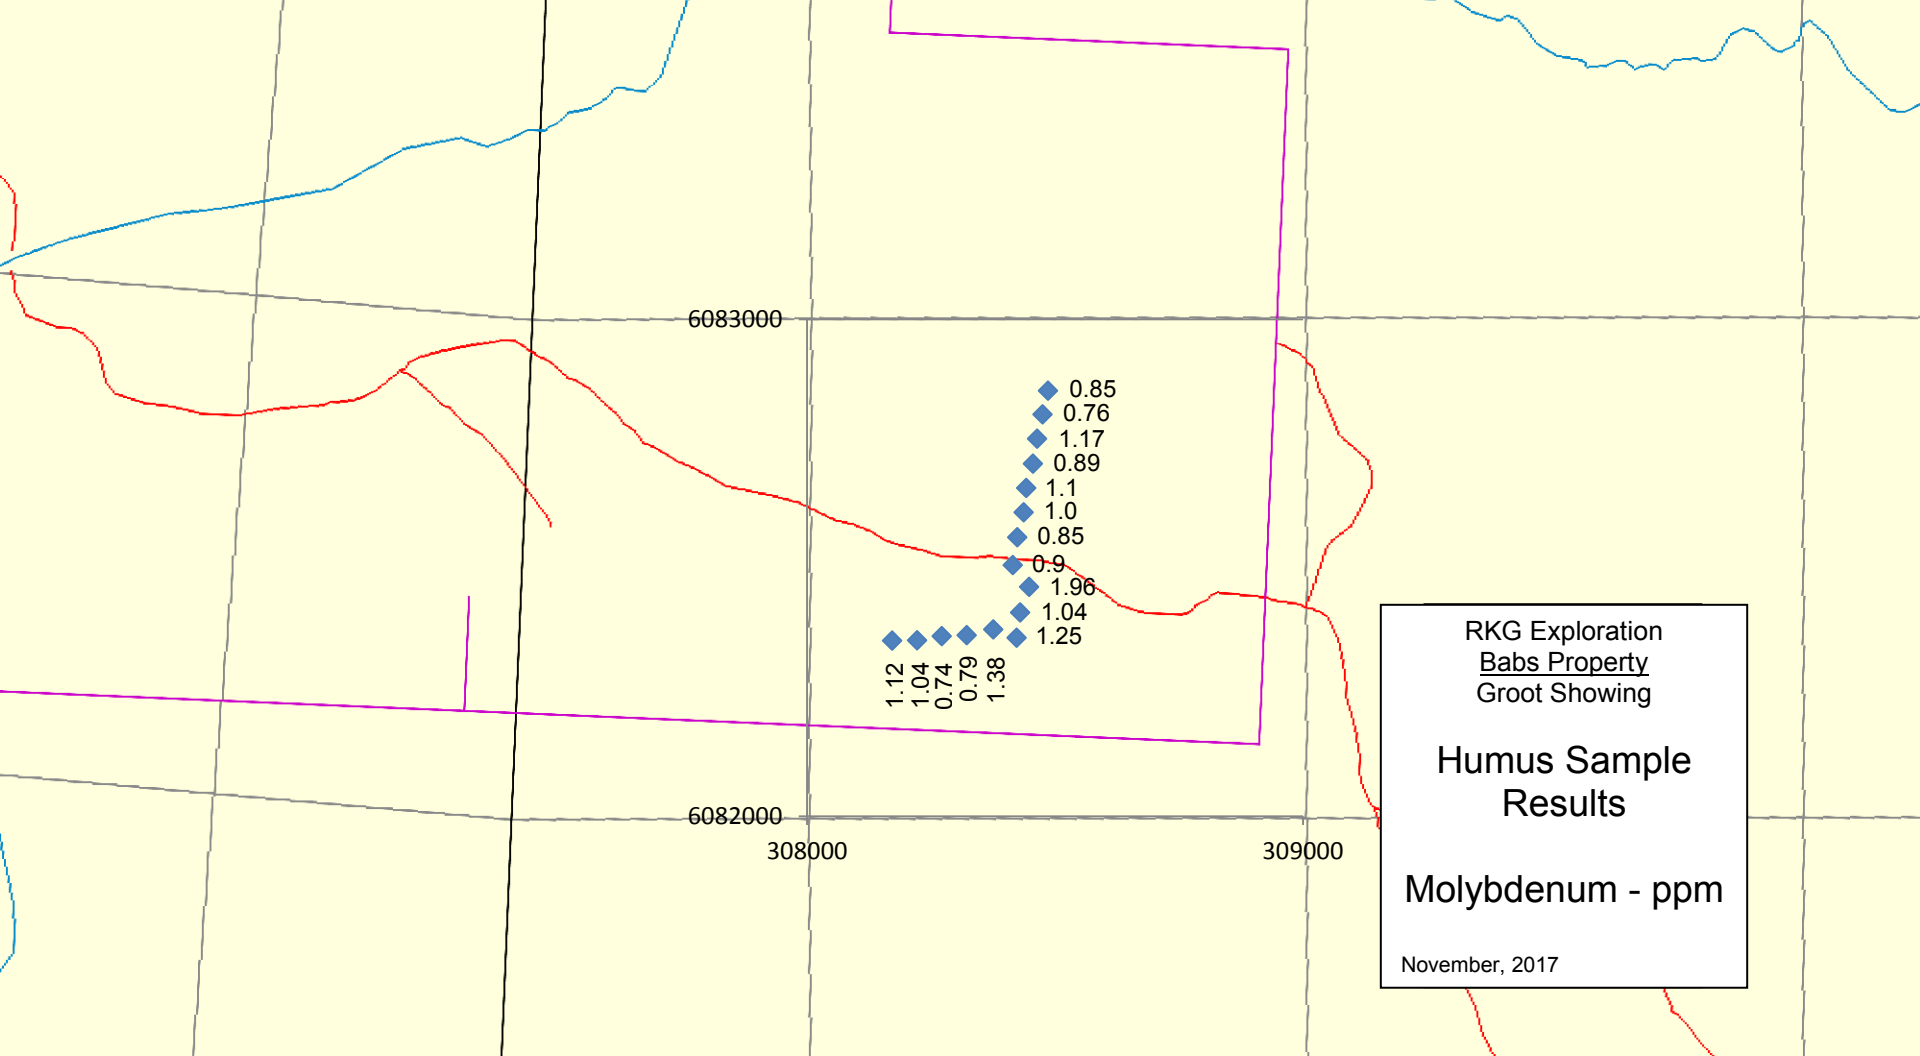 6083000
0.85
0.76
1.17
0.89
1.1
1.0
0.85
0.9
1.96
1.04
1.25
1.12
1.04
0.74
0.79
1.38
6082000
308000
309000
RKG Exploration
Babs Property
Groot Showing
Humus Sample
Results
Molybdenum - ppm
November, 2017